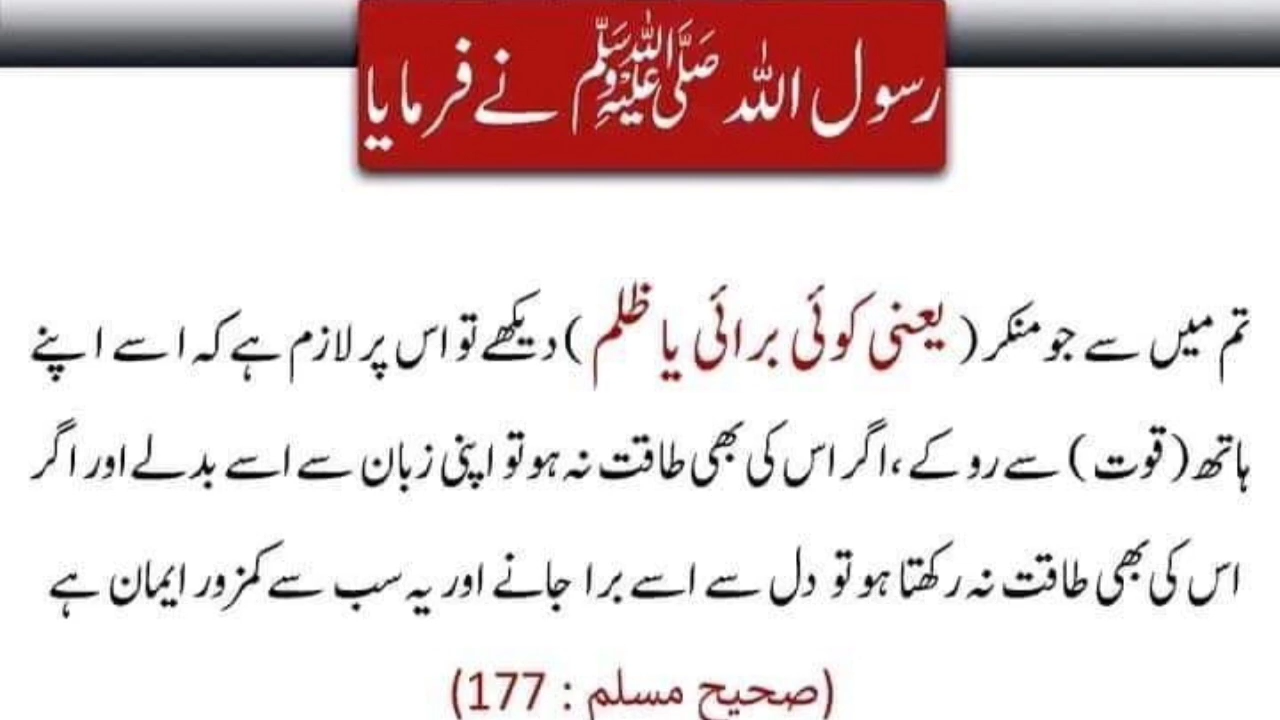 رسول اللہ ﷺ نے فرمایا
تم میں سے جو منکر (یعنی کوئی برائی یا ظلم) دیکھے تو اس پر لازم ہے کہ اسے اپنے
ہاتھ (قوت) سے روکے، اگر اس کی بھی طاقت نہ ہو تو اپنی زبان سے اسے بدلے اور اگر
اس کی بھی طاقت نہ رکھتا ہو تو دل سے اسے برا جانے اور یہ سب سے کمزور ایمان ہے
(صحیح مسلم : 177)